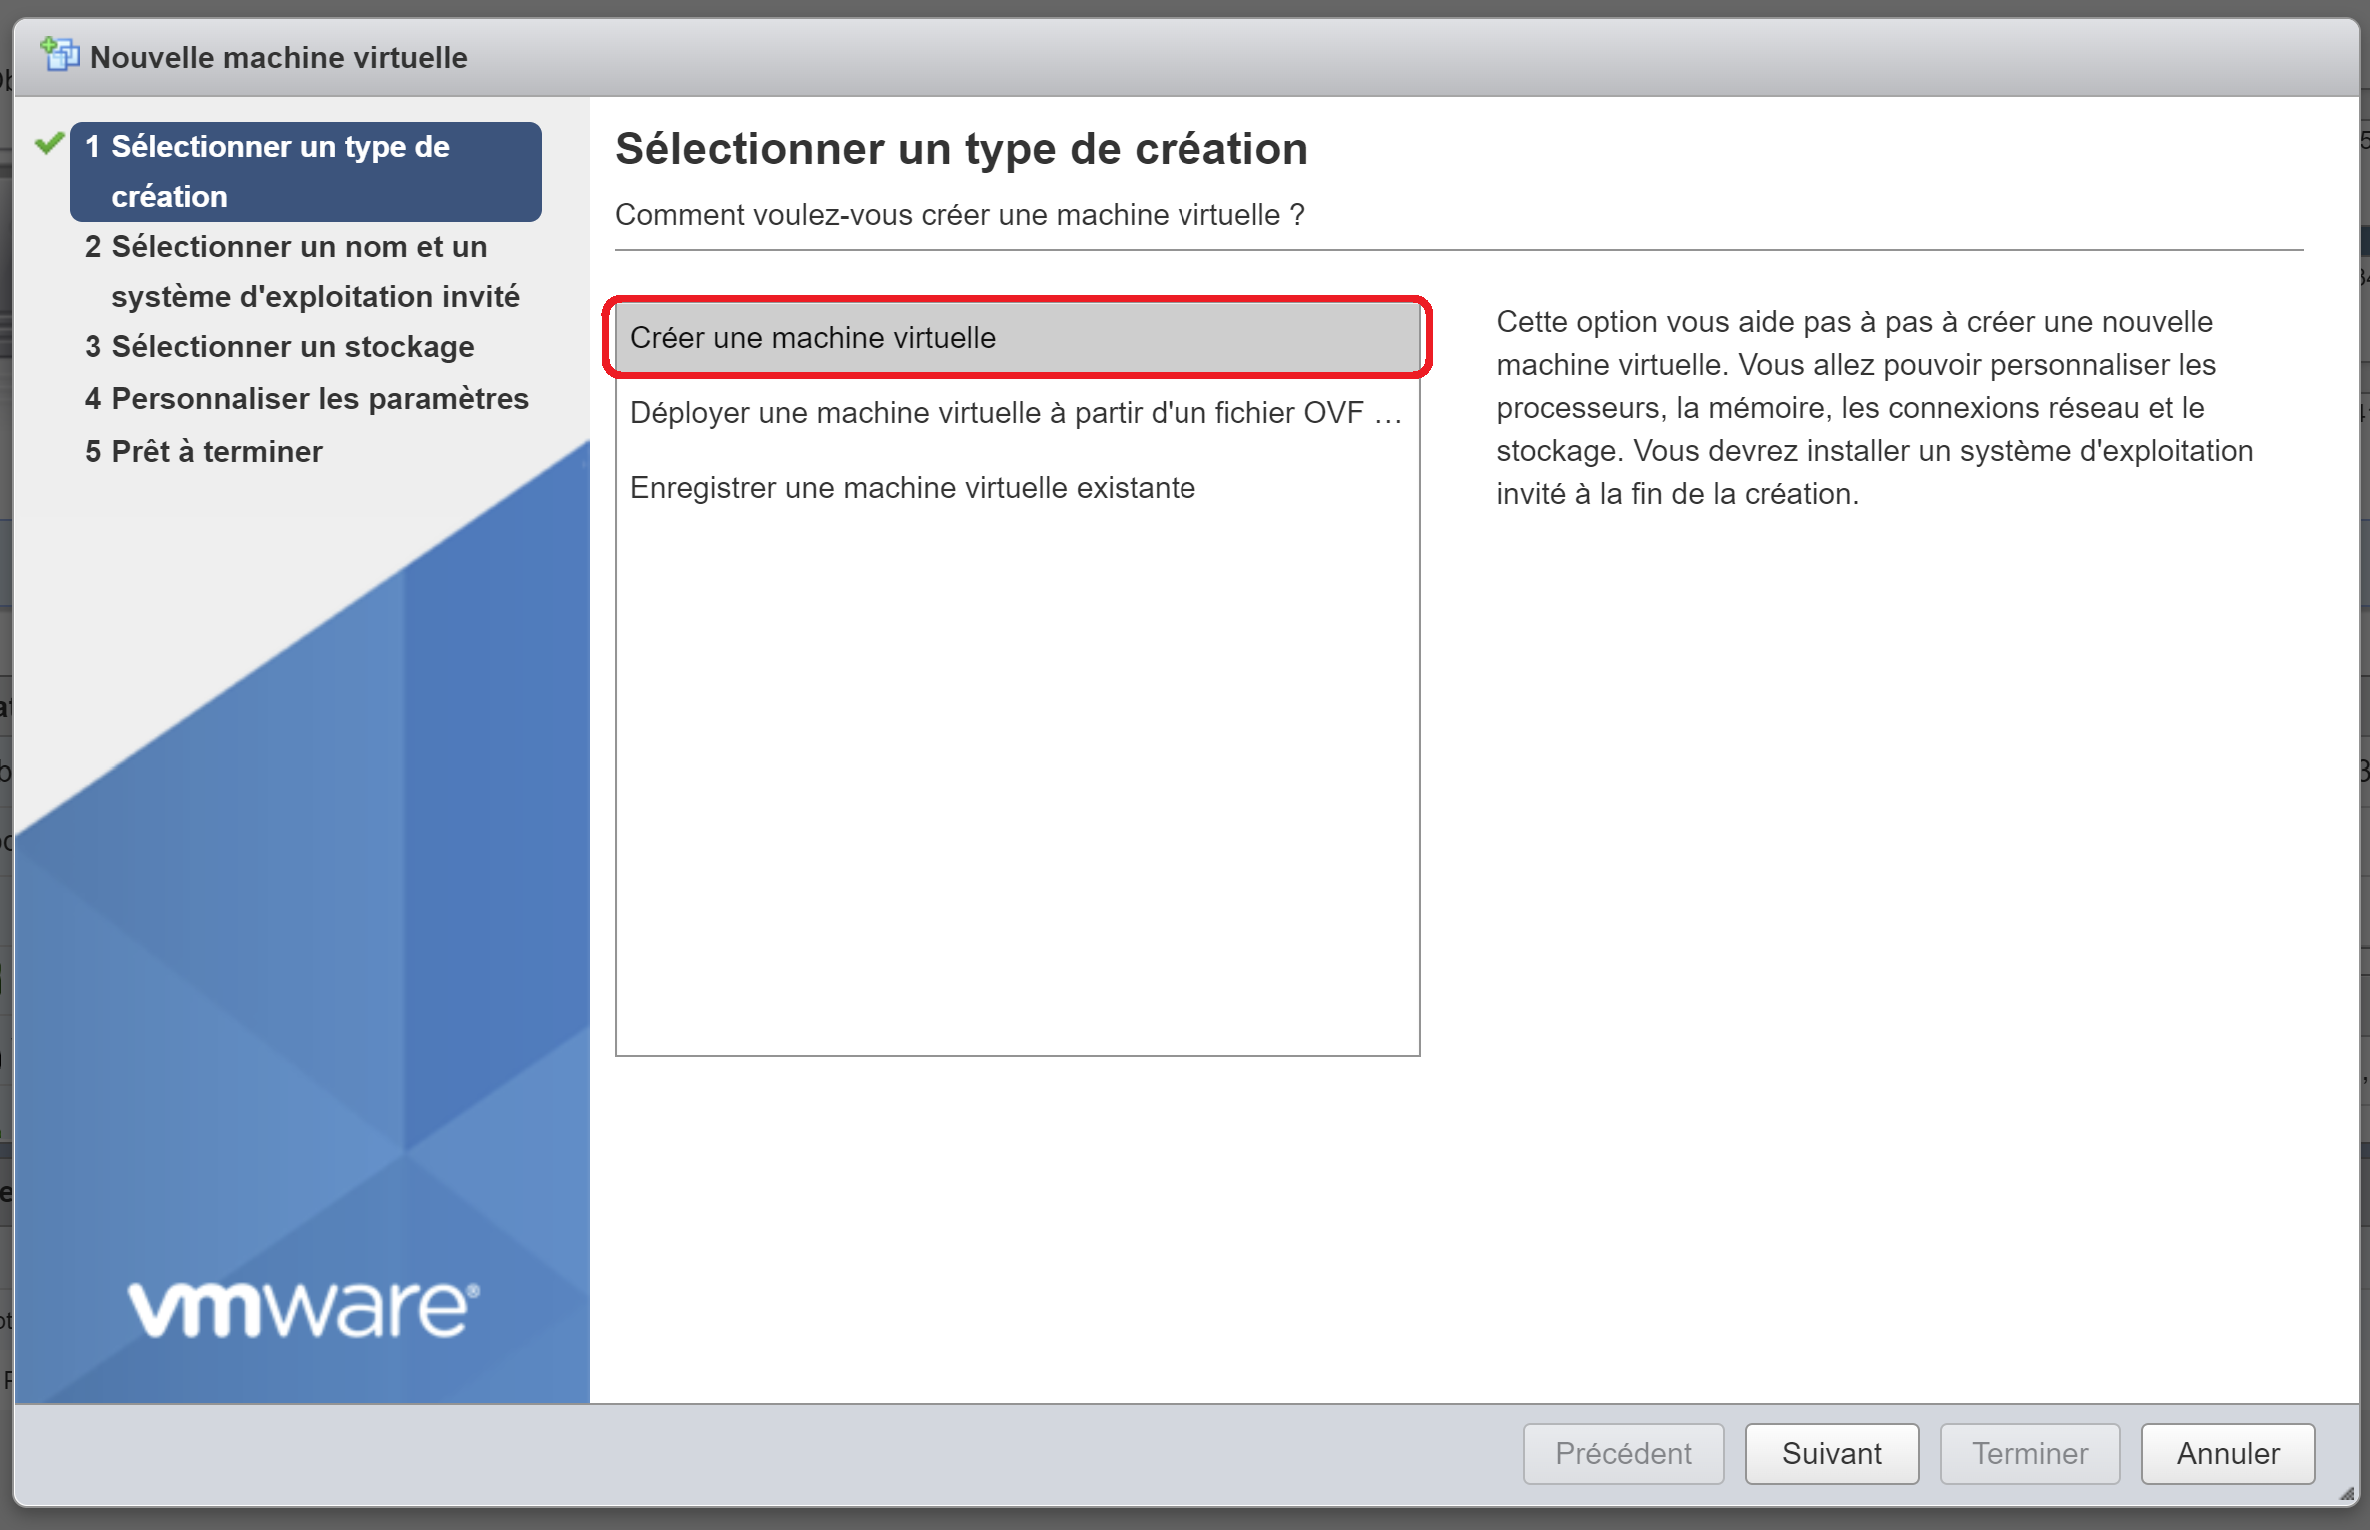 Nouvelle machine virtuelle
1 Sélectionner un type de
création
2 Sélectionner un nom et un
système d'exploitation invité
3 Sélectionner un stockage
4 Personnaliser les paramètres
5 Prêt à terminer
vmware®
Sélectionner un type de création
Comment voulez-vous créer une machine virtuelle ?
Créer une machine virtuelle
Déployer une machine virtuelle à partir d'un fichier OVF …
Enregistrer une machine virtuelle existante
Cette option vous aide pas à pas à créer une nouvelle
machine virtuelle. Vous allez pouvoir personnaliser les
processeurs, la mémoire, les connexions réseau et le
stockage. Vous devrez installer un système d'exploitation
invité à la fin de la création.
Précédent
Suivant
Terminer
Annuler